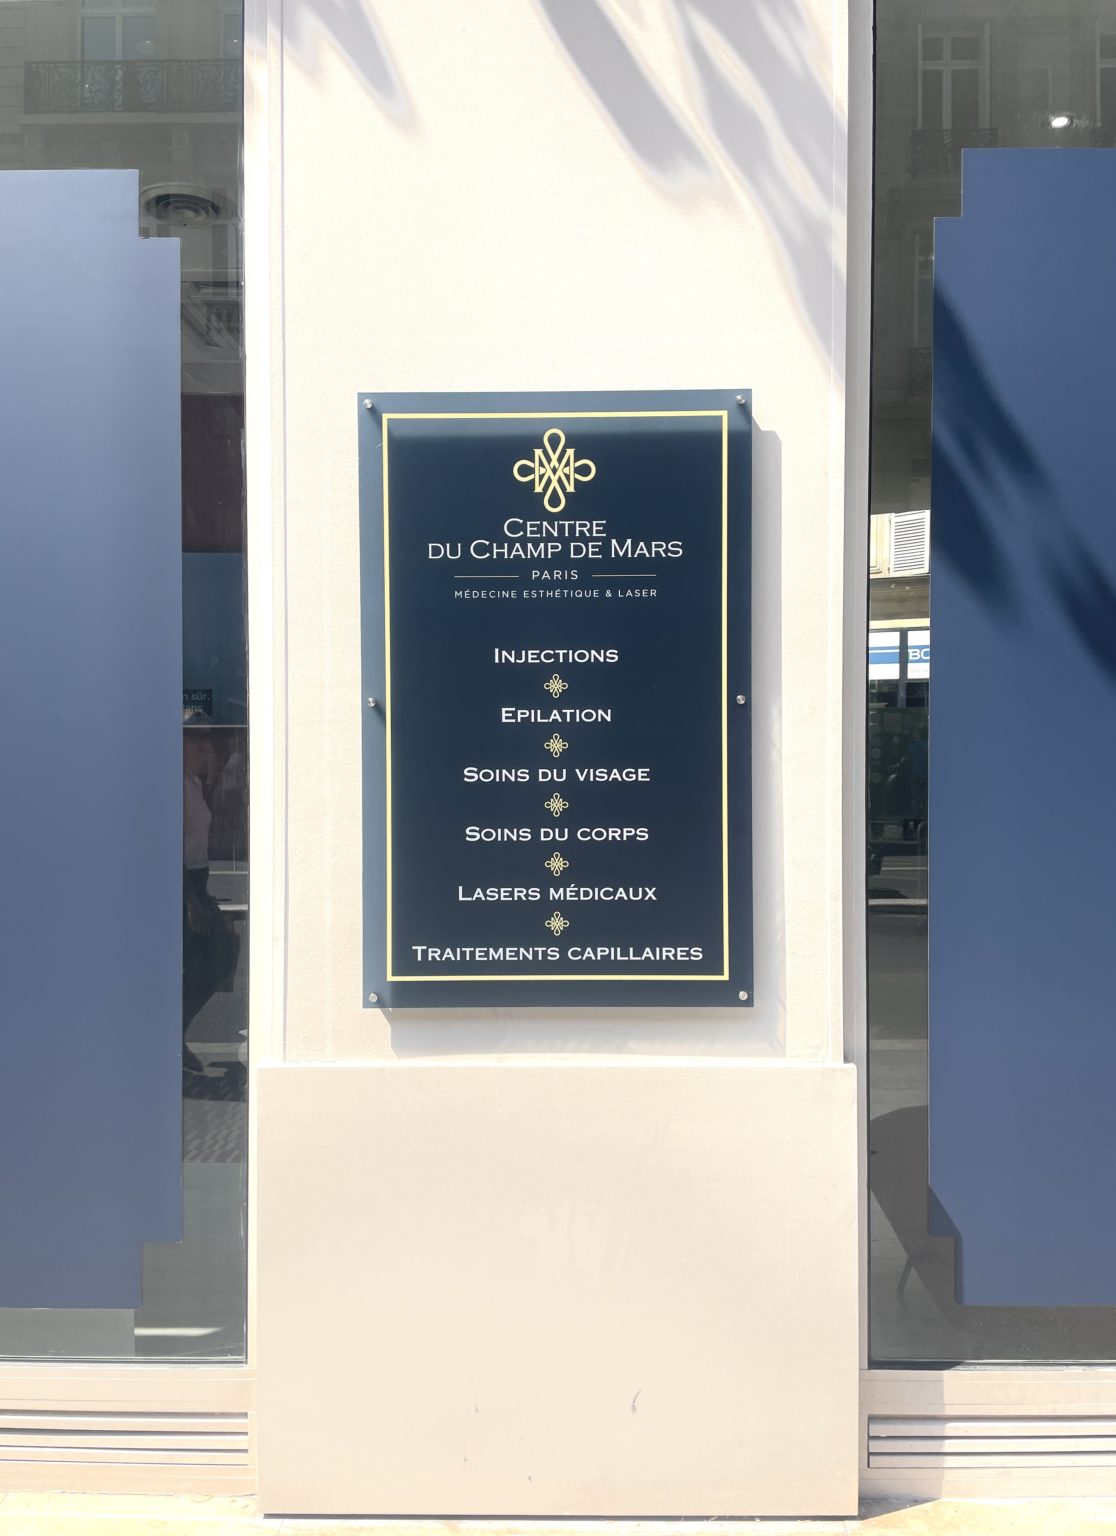 CENTRE
DU CHAMP DE MARS
PARIS
MÉDECINE ESTHÉTIQUE & LASER
INJECTIONS
EPILATION
SOINS DU VISAGE
SOINS DU CORPS
LASERS MÉDICAUX
TRAITEMENTS CAPILLAIRES